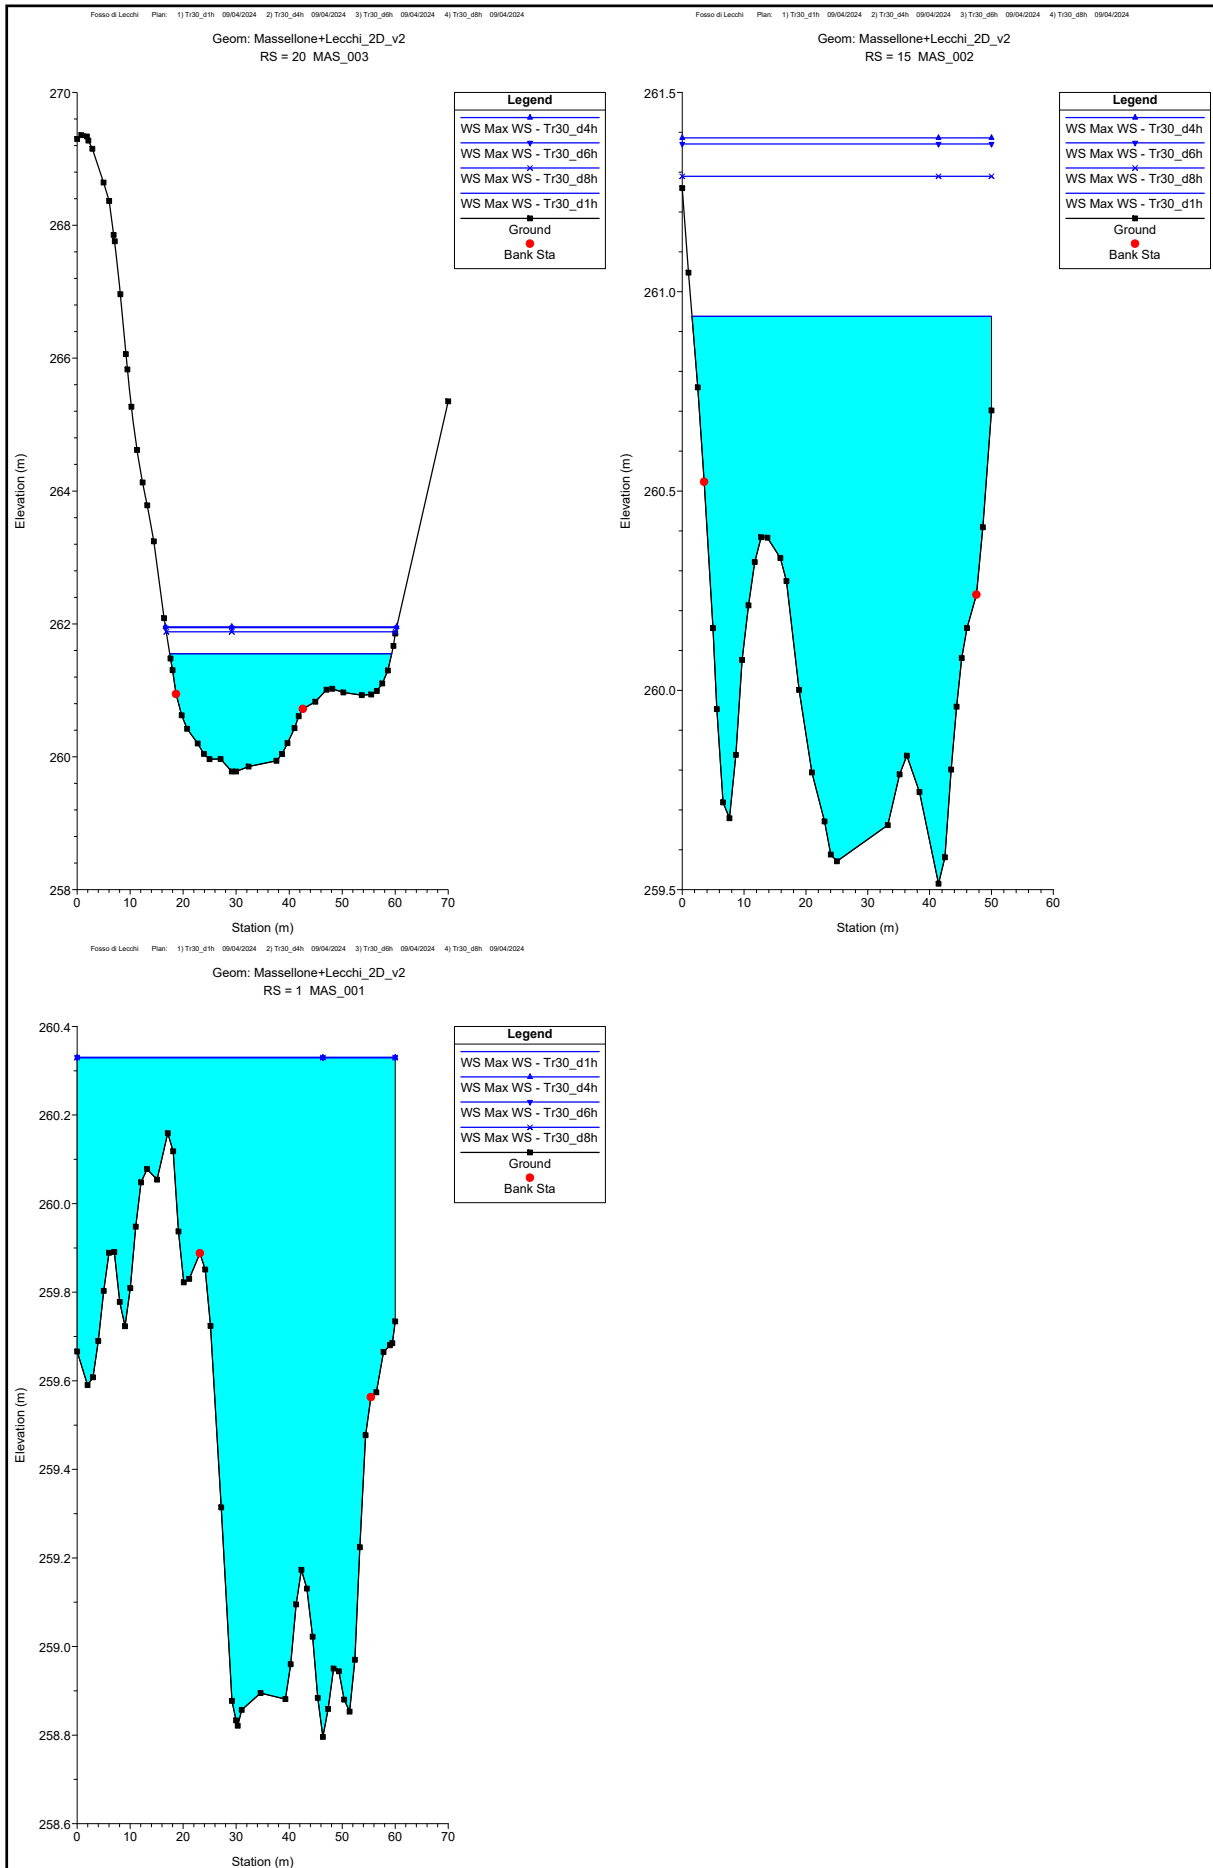 Fosso di Lecchi Plan: 1) Tr30_d1h 09/04/2024 2) Tr30_d4h 09/04/2024 3) Tr30_d6h 09/04/2024 4) Tr30_d8h 09/04/2024
Geom: Massellone+Lecchi_2D_v2
RS = 20 MAS_003
270
268
266
264
262
260
258
Elevation (m)
0 10 20 30 40 50 60 70
Station (m)
Legend
WS Max WS - Tr30_d4h
WS Max WS - Tr30_d6h
WS Max WS - Tr30_d8h
WS Max WS - Tr30_d1h
Ground
Bank Sta
Fosso di Lecchi Plan: 1) Tr30_d1h 09/04/2024 2) Tr30_d4h 09/04/2024 3) Tr30_d6h 09/04/2024 4) Tr30_d8h 09/04/2024
Geom: Massellone+Lecchi_2D_v2
RS = 15 MAS_002
261.5
261.0
260.5
260.0
259.5
Elevation (m)
0 10 20 30 40 50 60
Station (m)
Legend
WS Max WS - Tr30_d4h
WS Max WS - Tr30_d6h
WS Max WS - Tr30_d8h
WS Max WS - Tr30_d1h
Ground
Bank Sta
Fosso di Lecchi Plan: 1) Tr30_d1h 09/04/2024 2) Tr30_d4h 09/04/2024 3) Tr30_d6h 09/04/2024 4) Tr30_d8h 09/04/2024
Geom: Massellone+Lecchi_2D_v2
RS = 1 MAS_001
260.4
260.2
260.0
259.8
259.6
259.4
259.2
259.0
258.8
258.6
Elevation (m)
0 10 20 30 40 50 60 70
Station (m)
Legend
WS Max WS - Tr30_d1h
WS Max WS - Tr30_d4h
WS Max WS - Tr30_d6h
WS Max WS - Tr30_d8h
Ground
Bank Sta